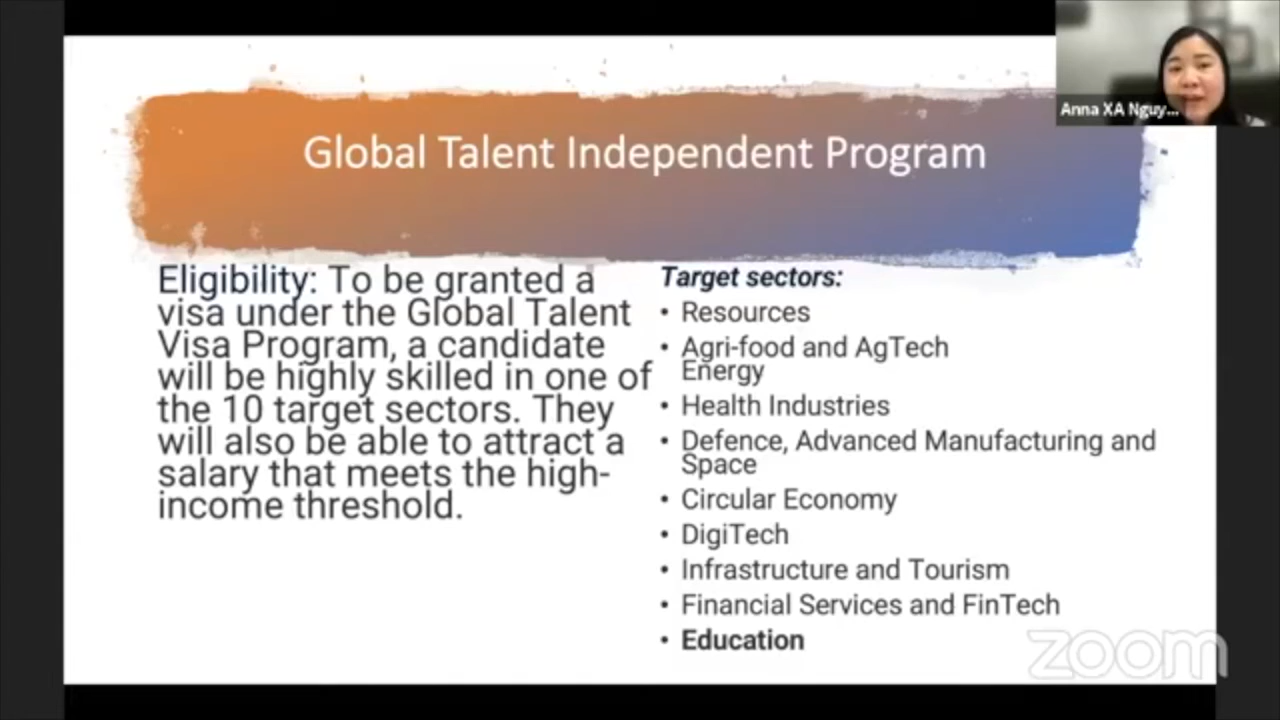 Global Talent Independent Program
Anna XA Nguy...
Eligibility: To be granted a
visa under the Global Talent
Visa Program, a candidate
will be highly skilled in one of
the 10 target sectors. They
will also be able to attract a
salary that meets the high-
income threshold.
Target sectors:
• Resources
• Agri-food and AgTech
Energy
• Health Industries
• Defence, Advanced Manufacturing and
Space
• Circular Economy
• DigiTech
• Infrastructure and Tourism
• Financial Services and FinTech
• Education
zoom